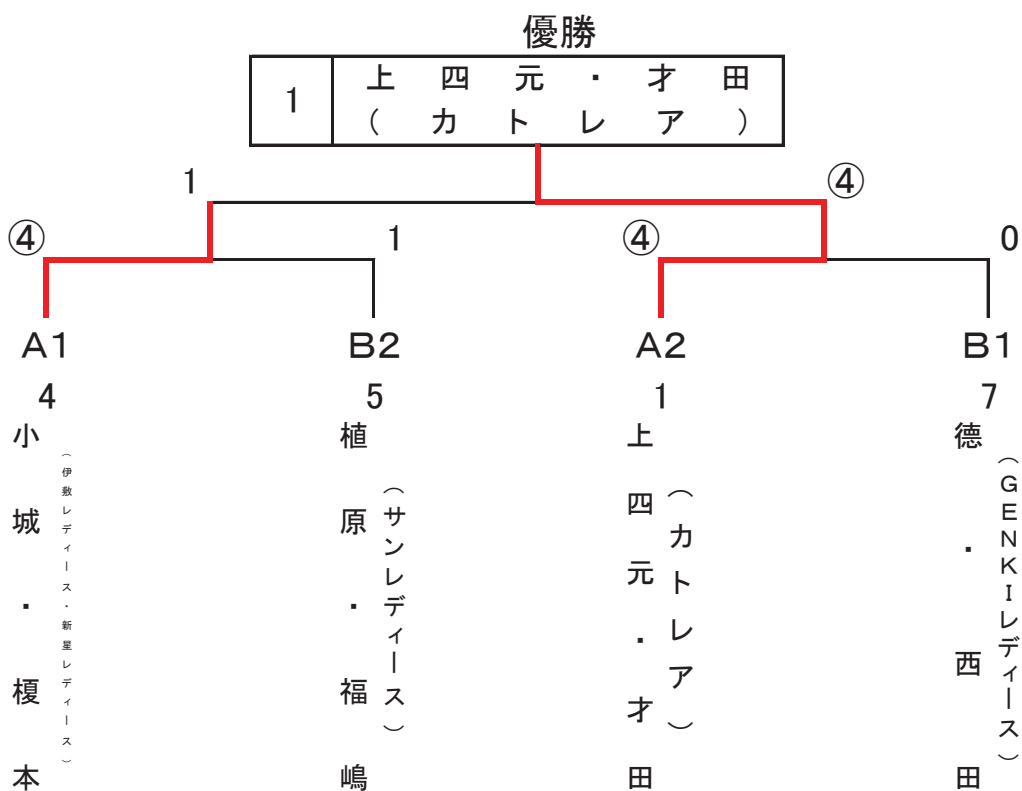 優勝
1
上四元・才田
(カトレア)
1
④
④
1
④
0
A1
B2
A2
B1
4
5
1
7
小城・榎本
(伊敷レディース・新星レディース)
植原・福嶋
(サンレディース)
上四元・才田
(カトレア)
德・西田
(GENKIレディース)